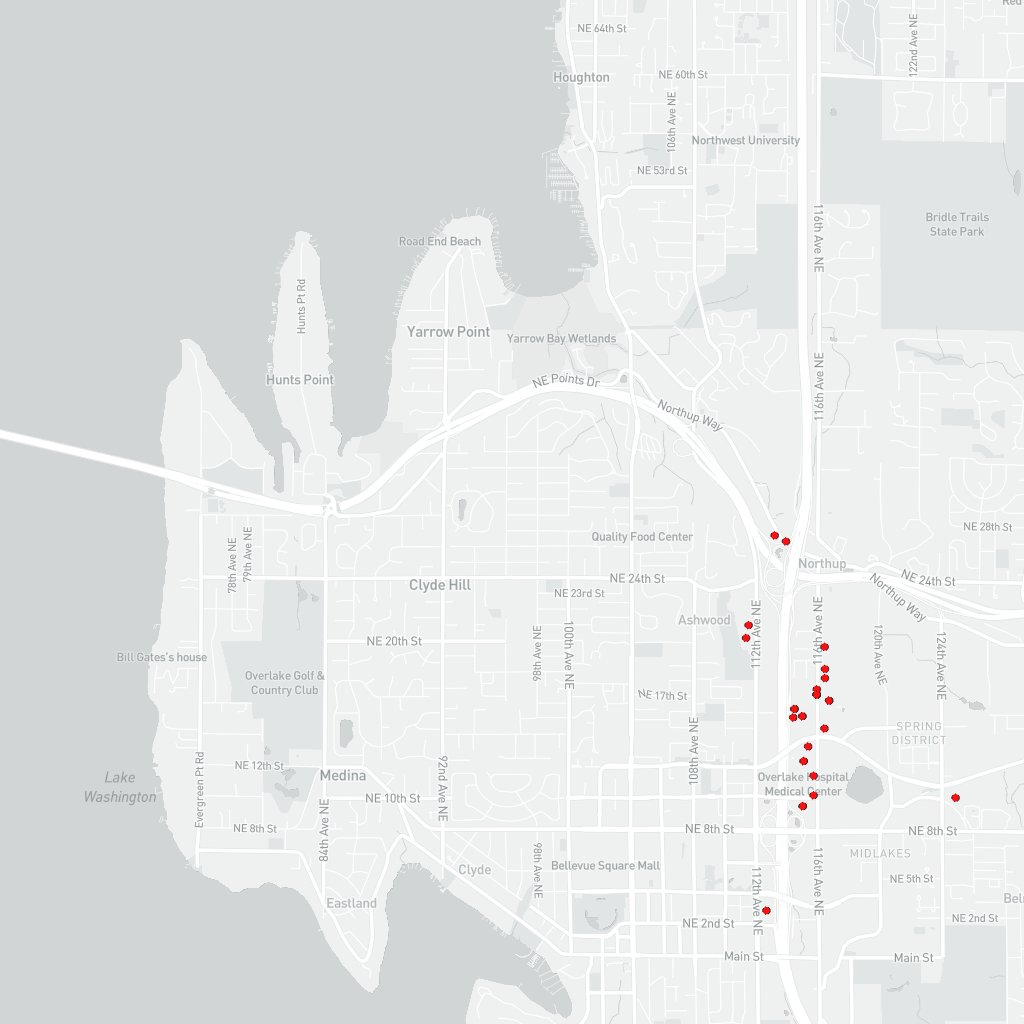 Red
NE 64th St
122nd Ave NE
Houghton
NE 60th St
106th Ave NE
Northwest University
NE 53rd St
116th Ave NE
Bridle Trails
State Park
Road End Beach
Hunts Pt Rd
Yarrow Point
Yarrow Bay Wetlands
Hunts Point
NE Points Dr
116th Ave NE
Northup Way
78th Ave NE
79th Ave NE
Quality Food Center
NE 28th St
Northup
Clyde Hill
NE 24th St
NE 24th St
Northup Way
NE 23rd St
Ashwood
112th Ave NE
116th Ave NE
NE 20th St
98th Ave NE
100th Ave NE
120th Ave NE
124th Ave NE
Bill Gates's house
Overlake Golf &
Country Club
NE 17th St
108th Ave NE
SPRING
DISTRICT
Evergreen Pt Rd
NE 12th St
Medina
92nd Ave NE
Lake
Washington
Overlake Hospital
Medical Center
NE 10th St
84th Ave NE
NE 8th St
NE 8th St
NE 8th St
98th Ave NE
MIDLAKES
Clyde
Bellevue Square Mall
112th Ave NE
116th Ave NE
NE 5th St
Eastland
Bel
NE 2nd St
NE 2nd St
Main St
Main St